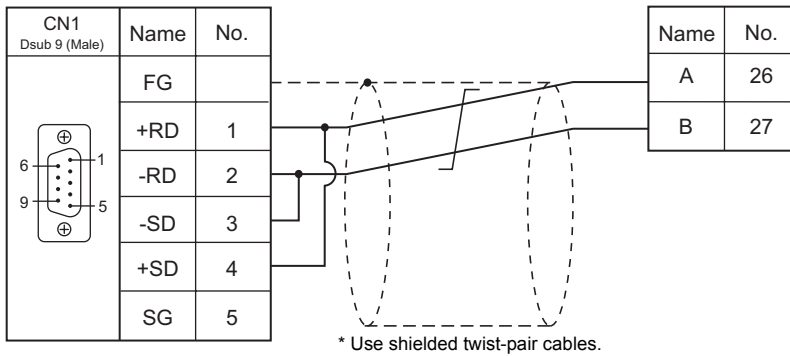 CN1
Dsub 9 (Male)
Name No.
FG
+RD 1
-RD 2
-SD 3
+SD 4
SG 5
6 1
9 5
Name No.
A 26
B 27
* Use shielded twist-pair cables.